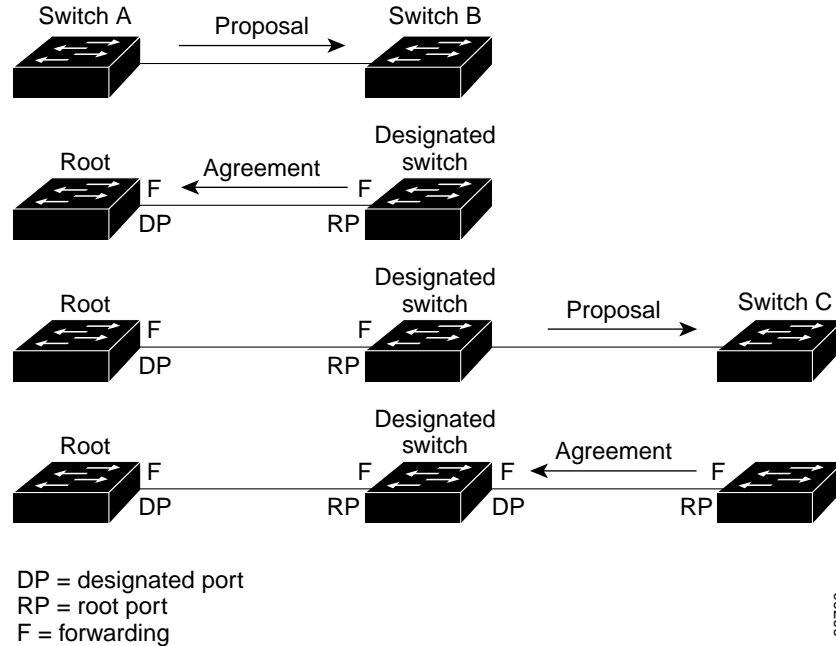 Switch A
Proposal
Switch B
Root
F
Agreement
F
Designated
switch
DP
RP
Root
F
Designated
switch
F
Proposal
Switch C
DP
RP
Root
F
Designated
switch
F
F
Agreement
F
DP
RP
DP
RP
DP = designated port
RP = root port
F = forwarding